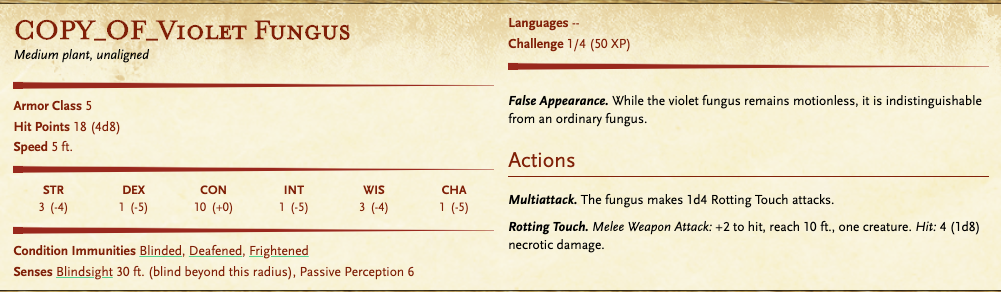 COPY_OF_Violet Fungus
Medium plant, unaligned
Armor Class 5
Hit Points 18 (4d8)
Speed 5 ft.
STR DEX CON INT WIS CHA
3 (-4) 1 (-5) 10 (+0) 1 (-5) 3 (-4) 1 (-5)
Condition Immunities Blinded, Deafened, Frightened
Senses Blindsight 30 ft. (blind beyond this radius), Passive Perception 6
Languages --
Challenge 1/4 (50 XP)
False Appearance. While the violet fungus remains motionless, it is indistinguishable
from an ordinary fungus.
Actions
Multiattack. The fungus makes 1d4 Rotting Touch attacks.
Rotting Touch. Melee Weapon Attack: +2 to hit, reach 10 ft., one creature. Hit: 4 (1d8)
necrotic damage.